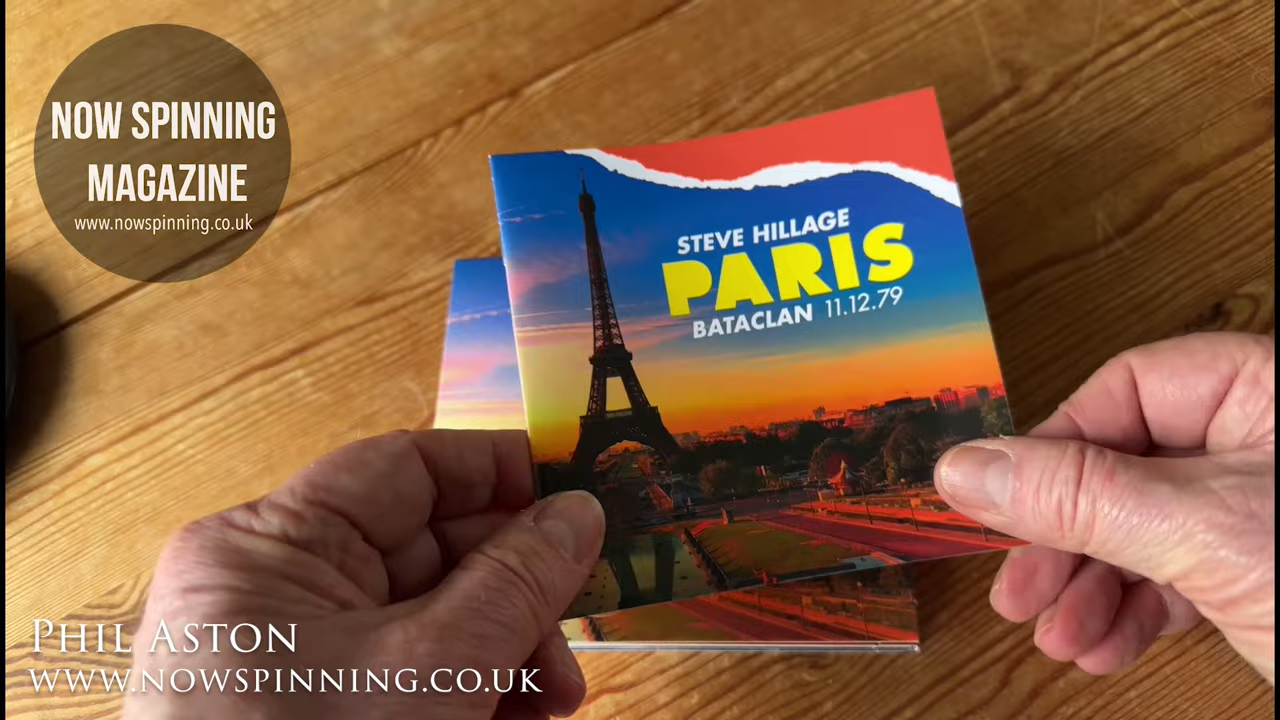 NOW SPINNING
MAGAZINE
www.nowspinning.co.uk
STEVE HILLAGE
PARIS
BATACLAN 11.12.79
PHIL ASTON
WWW.NOWSPINNING.CO.UK